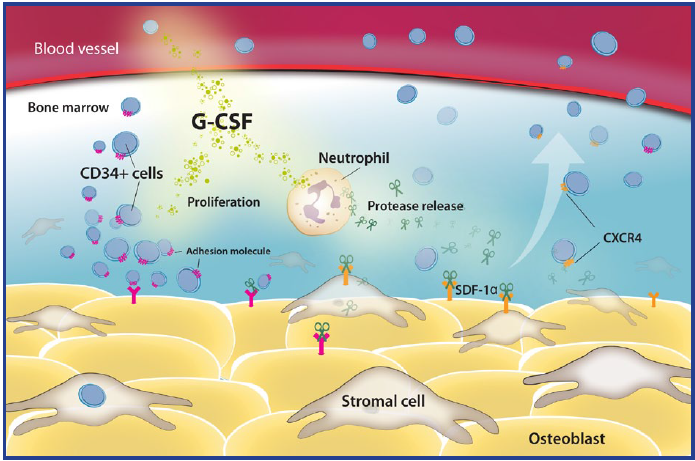 Blood vessel
Bone marrow
G-CSF
CD34+ cells
Neutrophil
Proliferation
Protease release
Adhesion molecule
CXCR4
SDF-1α
Stromal cell
Osteoblast